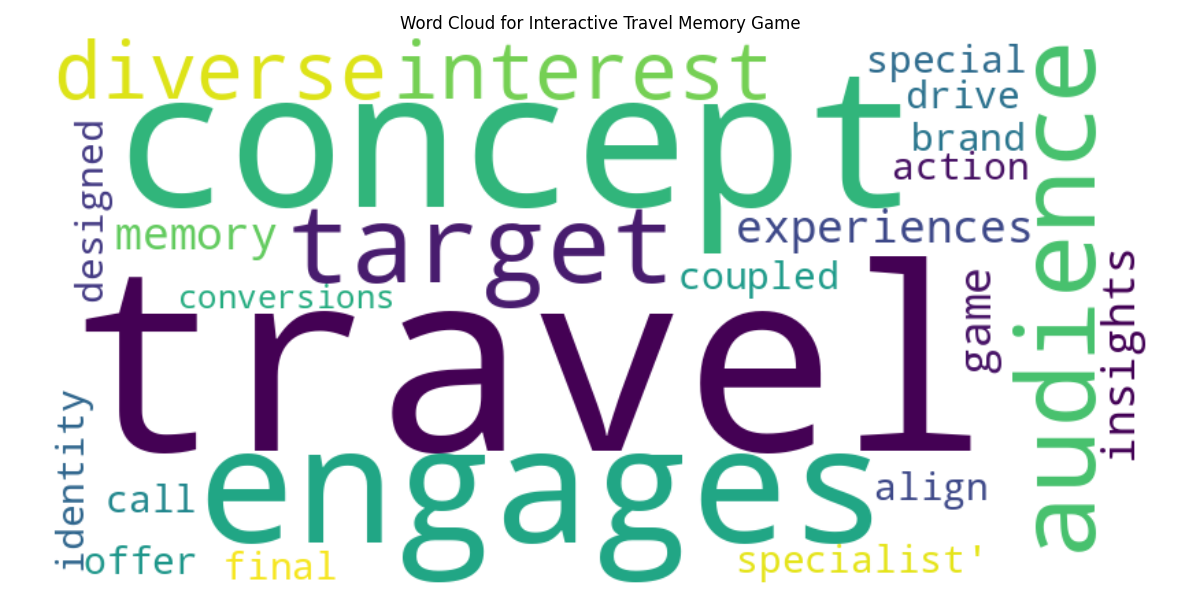 Word Cloud for Interactive Travel Memory Game
diverse
interest
special
drive
brand
action
audience
concept
designed
memory
target
experiences
coupled
conversions
travel
game
insights
identity
call
engages
align
offer
final
specialist'